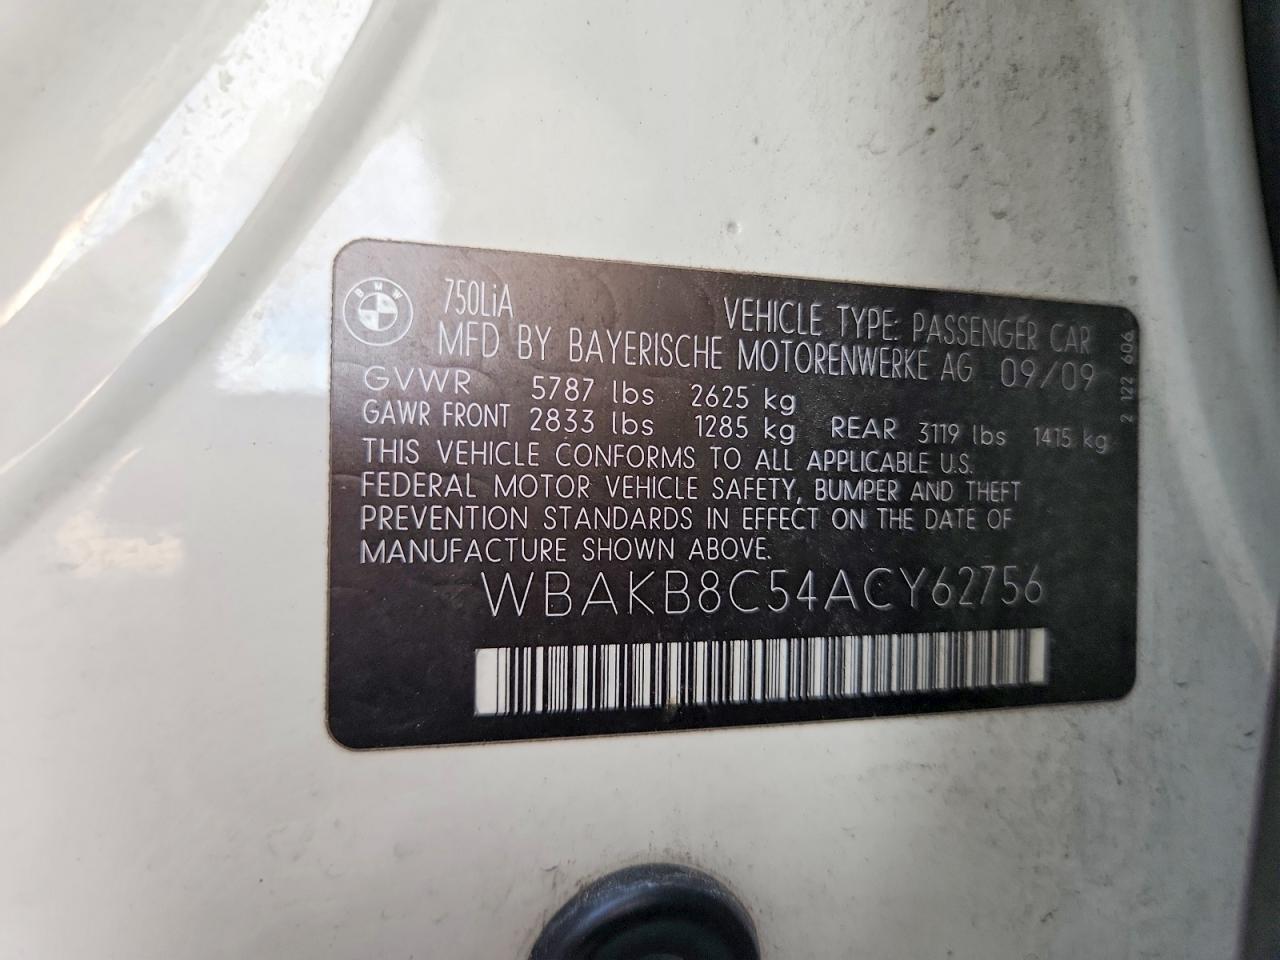 BMW
750LiA
VEHICLE TYPE: PASSENGER CAR
MFD BY BAYERISCHE MOTORENWERKE AG 09/09
GVWR 5787 lbs 2625 kg
GAWR FRONT 2833 lbs 1285 kg REAR 3119 lbs 1415 kg
THIS VEHICLE CONFORMS TO ALL APPLICABLE U.S.
FEDERAL MOTOR VEHICLE SAFETY, BUMPER AND THEFT
PREVENTION STANDARDS IN EFFECT ON THE DATE OF
MANUFACTURE SHOWN ABOVE.
WBAKB8C54ACY62756
2 122 606